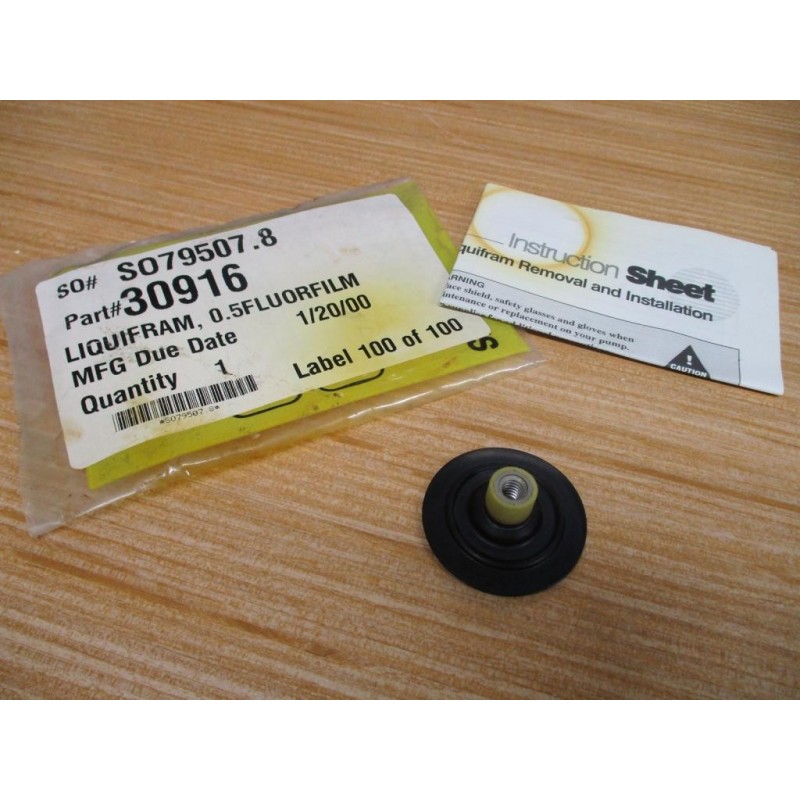 SO# SO79507.8
Part#30916
LIQUIFRAM, 0.5FLUORFILM
MFG Due Date 1/20/00
Quantity 1 Label 100 of 100
*SO79507.8*
S
Instruction Sheet
quifram Removal and Installation
ARNING
ace shield, safety glasses and gloves when
ntenance or replacement on your pump.
CAUTION